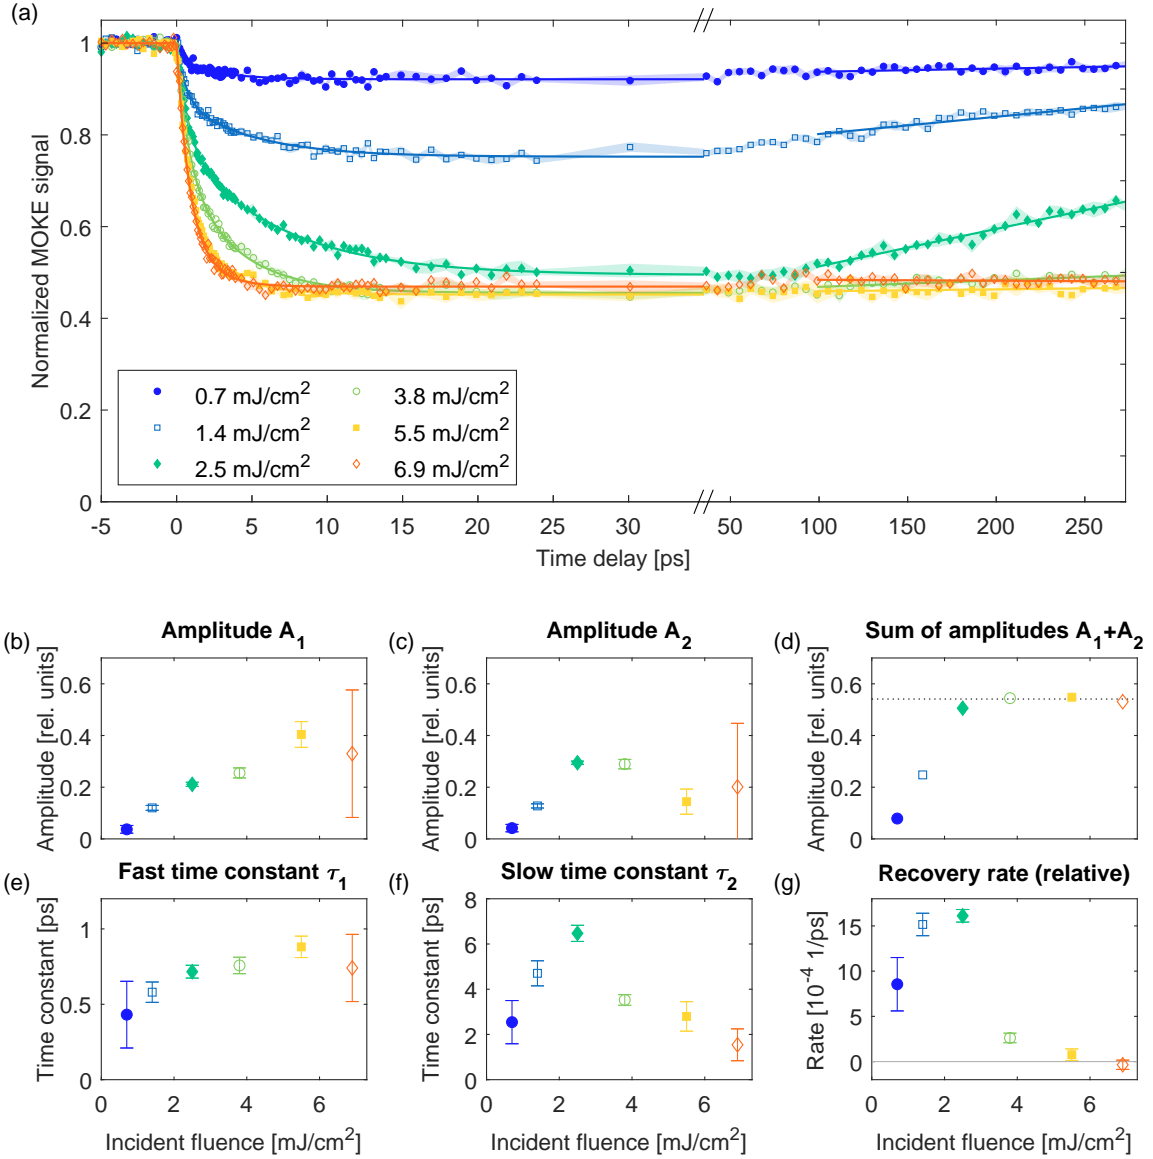 (a)
Normalized MOKE signal
1
0.8
0.6
0.4
0.2
0
0.7 mJ/cm²
1.4 mJ/cm²
2.5 mJ/cm²
3.8 mJ/cm²
5.5 mJ/cm²
6.9 mJ/cm²
-5 0 5 10 15 20 25 30 50 100 150 200 250
Time delay [ps]
(b) Amplitude A₁
Amplitude [rel. units]
0.6
0.4
0.2
0
(c) Amplitude A₂
Amplitude [rel. units]
0.6
0.4
0.2
0
(d) Sum of amplitudes A₁+A₂
Amplitude [rel. units]
0.6
0.4
0.2
0
(e) Fast time constant τ₁
Time constant [ps]
1
0.5
0
0 2 4 6
Incident fluence [mJ/cm²]
(f) Slow time constant τ₂
Time constant [ps]
8
6
4
2
0
0 2 4 6
Incident fluence [mJ/cm²]
(g) Recovery rate (relative)
Rate [10⁻⁴ 1/ps]
15
10
5
0
0 2 4 6
Incident fluence [mJ/cm²]